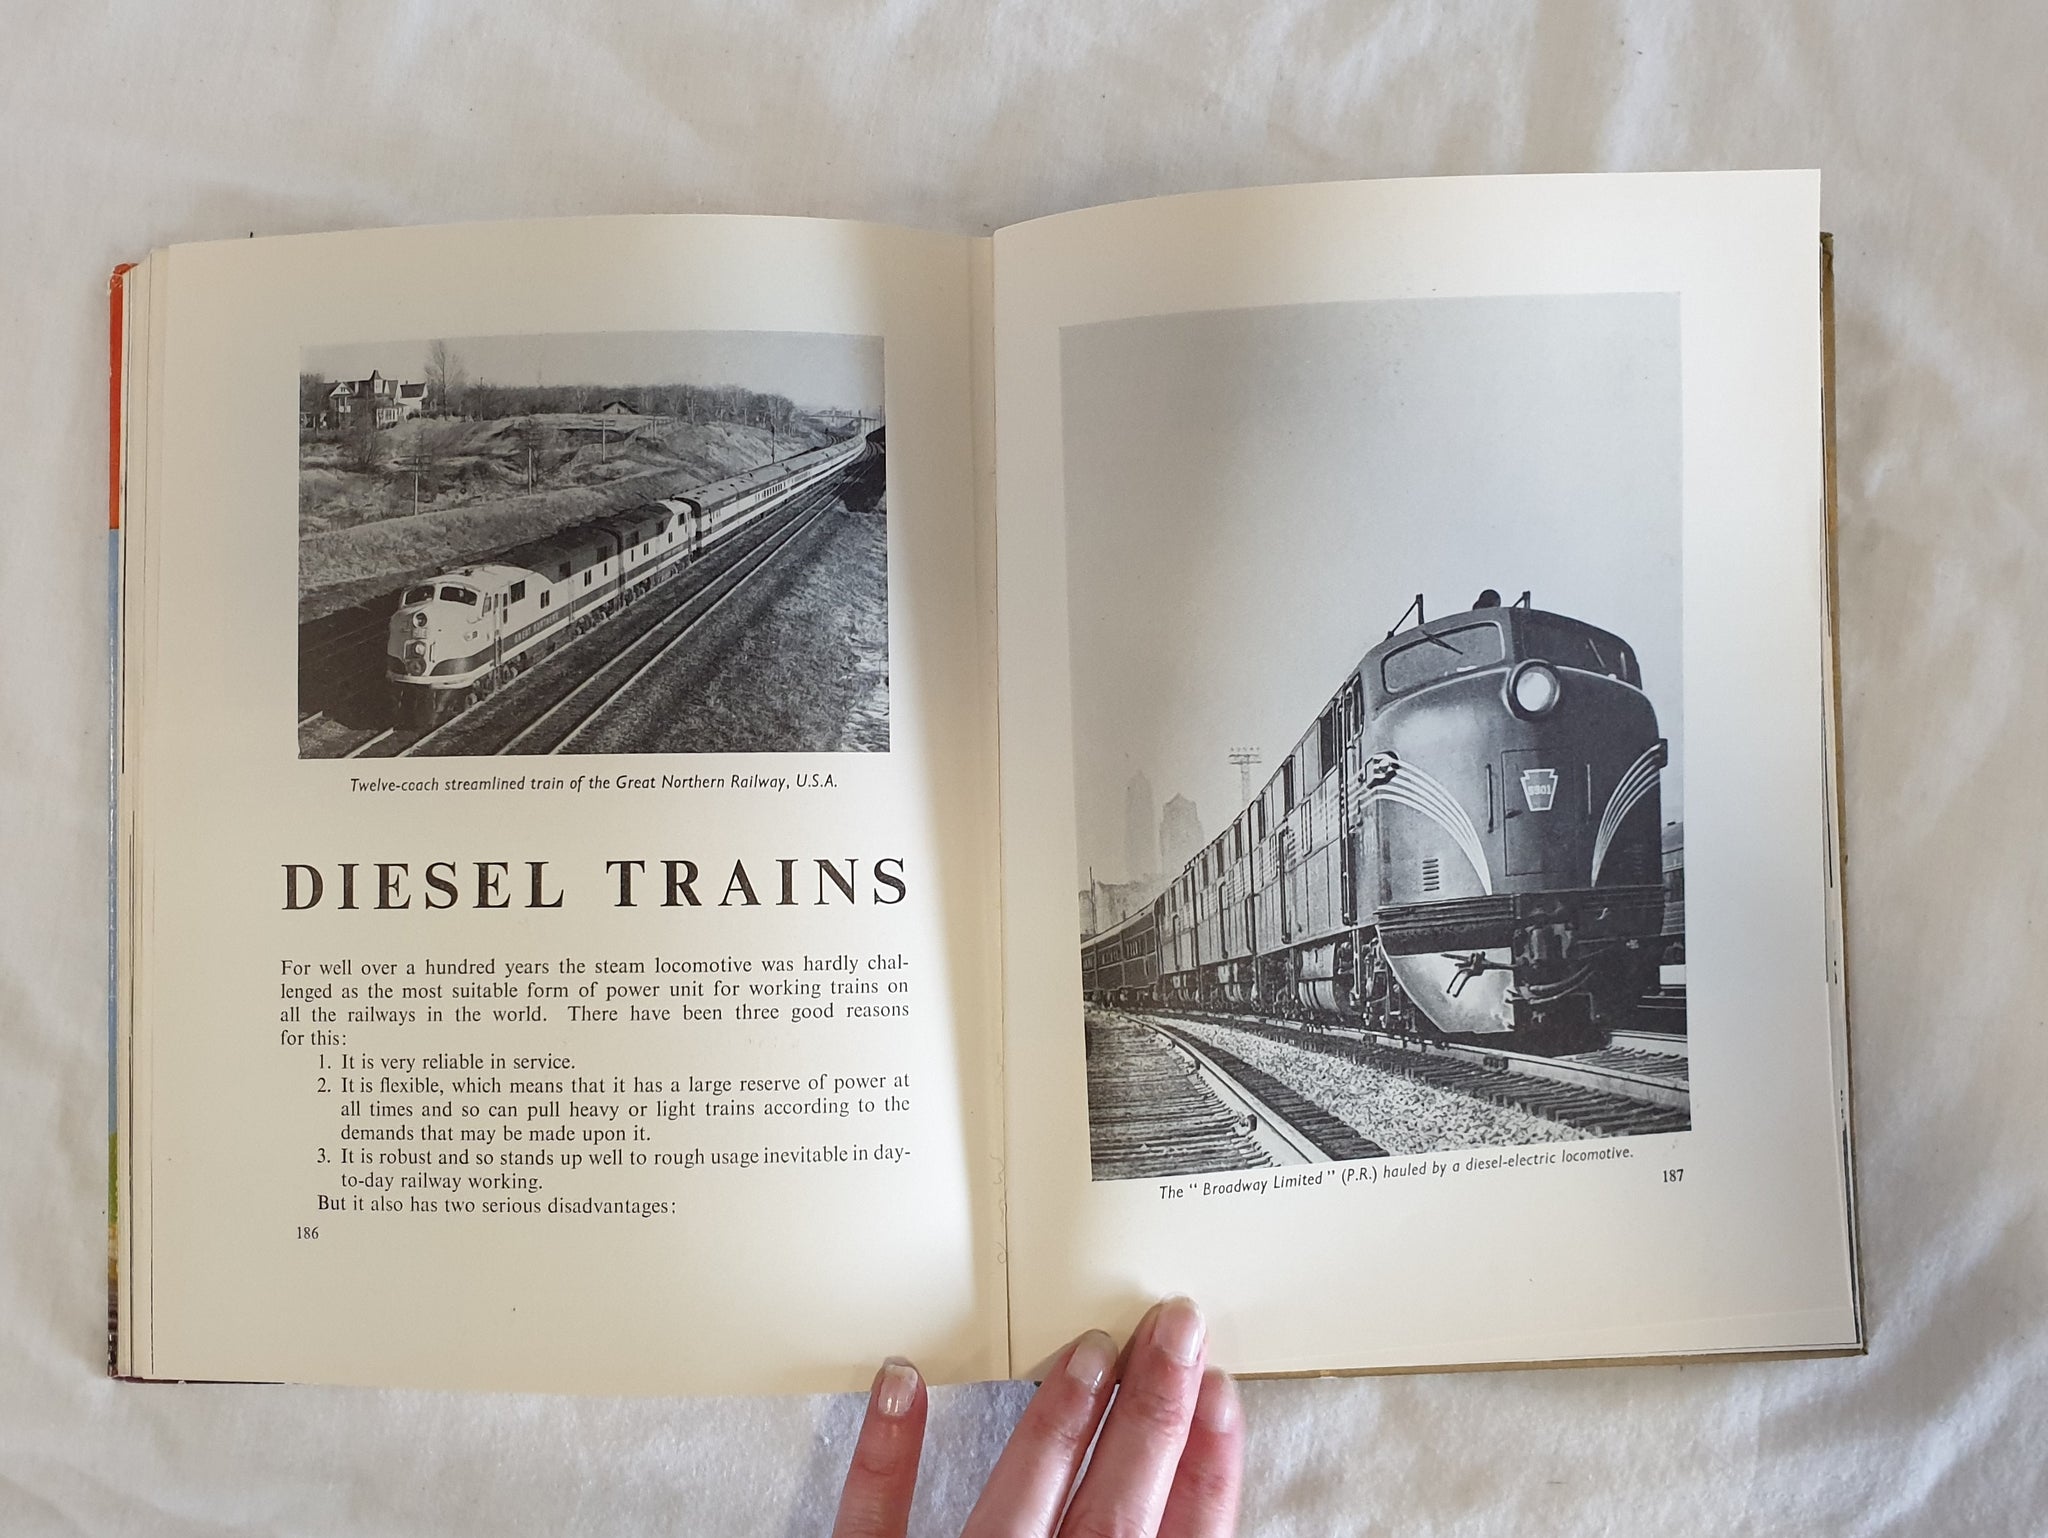 GREAT NORTHERN
Twelve-coach streamlined train of the Great Northern Railway, U.S.A.
DIESEL TRAINS
For well over a hundred years the steam locomotive was hardly chal-
lenged as the most suitable form of power unit for working trains on
all the railways in the world. There have been three good reasons
for this:
1. It is very reliable in service.
2. It is flexible, which means that it has a large reserve of power at
all times and so can pull heavy or light trains according to the
demands that may be made upon it.
3. It is robust and so stands up well to rough usage inevitable in day-
to-day railway working.
But it also has two serious disadvantages:
186
5901
The “ Broadway Limited ” (P.R.) hauled by a diesel-electric locomotive.
187